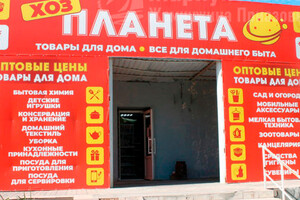 ХОЗ
ПЛАНЕТА
ТОВАРЫ ДЛЯ ДОМА • ВСЕ ДЛЯ ДОМАШНЕГО БЫТА
ОПТОВЫЕ ЦЕНЫ
ТОВАРЫ ДЛЯ ДОМА
БЫТОВАЯ ХИМИЯ
ДЕТСКИЕ
ИГРУШКИ
КОНСЕРВАЦИЯ
И ХРАНЕНИЕ
ДОМАШНИЙ
ТЕКСТИЛЬ
УБОРКА
КУХОННЫЕ
ПРИНАДЛЕЖНОСТИ
ПОСУДА ДЛЯ
ПРИГОТОВЛЕНИЯ
ПОСУДА
ДЛЯ СЕРВИРОВКИ
ОПТОВЫЕ ЦЕНЫ
ТОВАРЫ ДЛЯ ДОМА
САД И ОГОРОД
МОБИЛЬНЫЕ
АКСЕССУАРЫ
МЕЛКАЯ БЫТОВАЯ
ТЕХНИКА
ЗООТОВАРЫ
КАНЦЕЛЯРИЯ
СРЕДСТВА
ГИГИЕНЫ